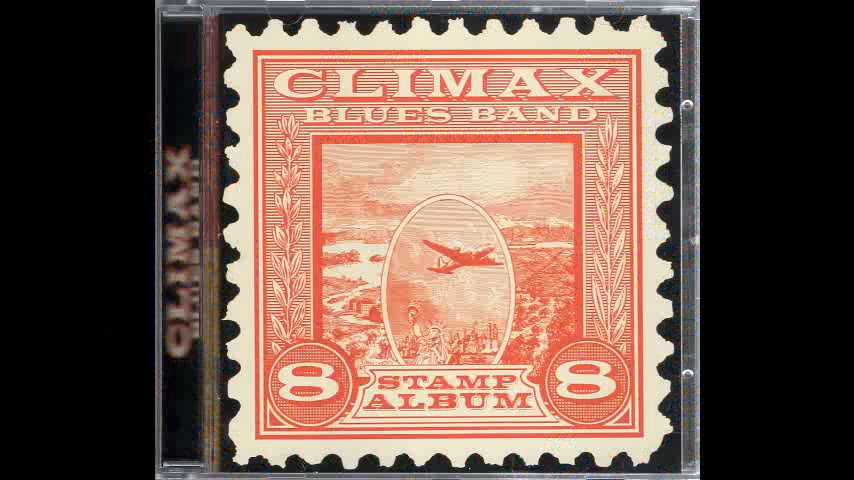 CLIMAX
BLUES BAND
8 STAMP 8
ALBUM
CLIMAX